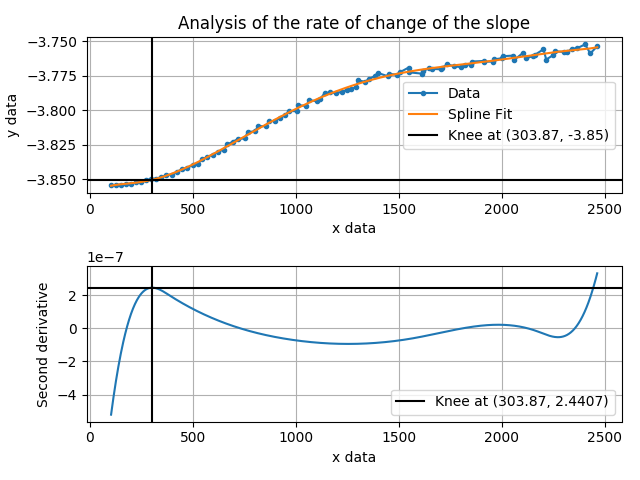 Analysis of the rate of change of the slope
−3.750
−3.775
−3.800
−3.825
−3.850
y data
Data
Spline Fit
Knee at (303.87, -3.85)
0
500
1000
1500
2000
2500
x data
1e−7
2
0
−2
−4
Second derivative
Knee at (303.87, 2.4407)
0
500
1000
1500
2000
2500
x data